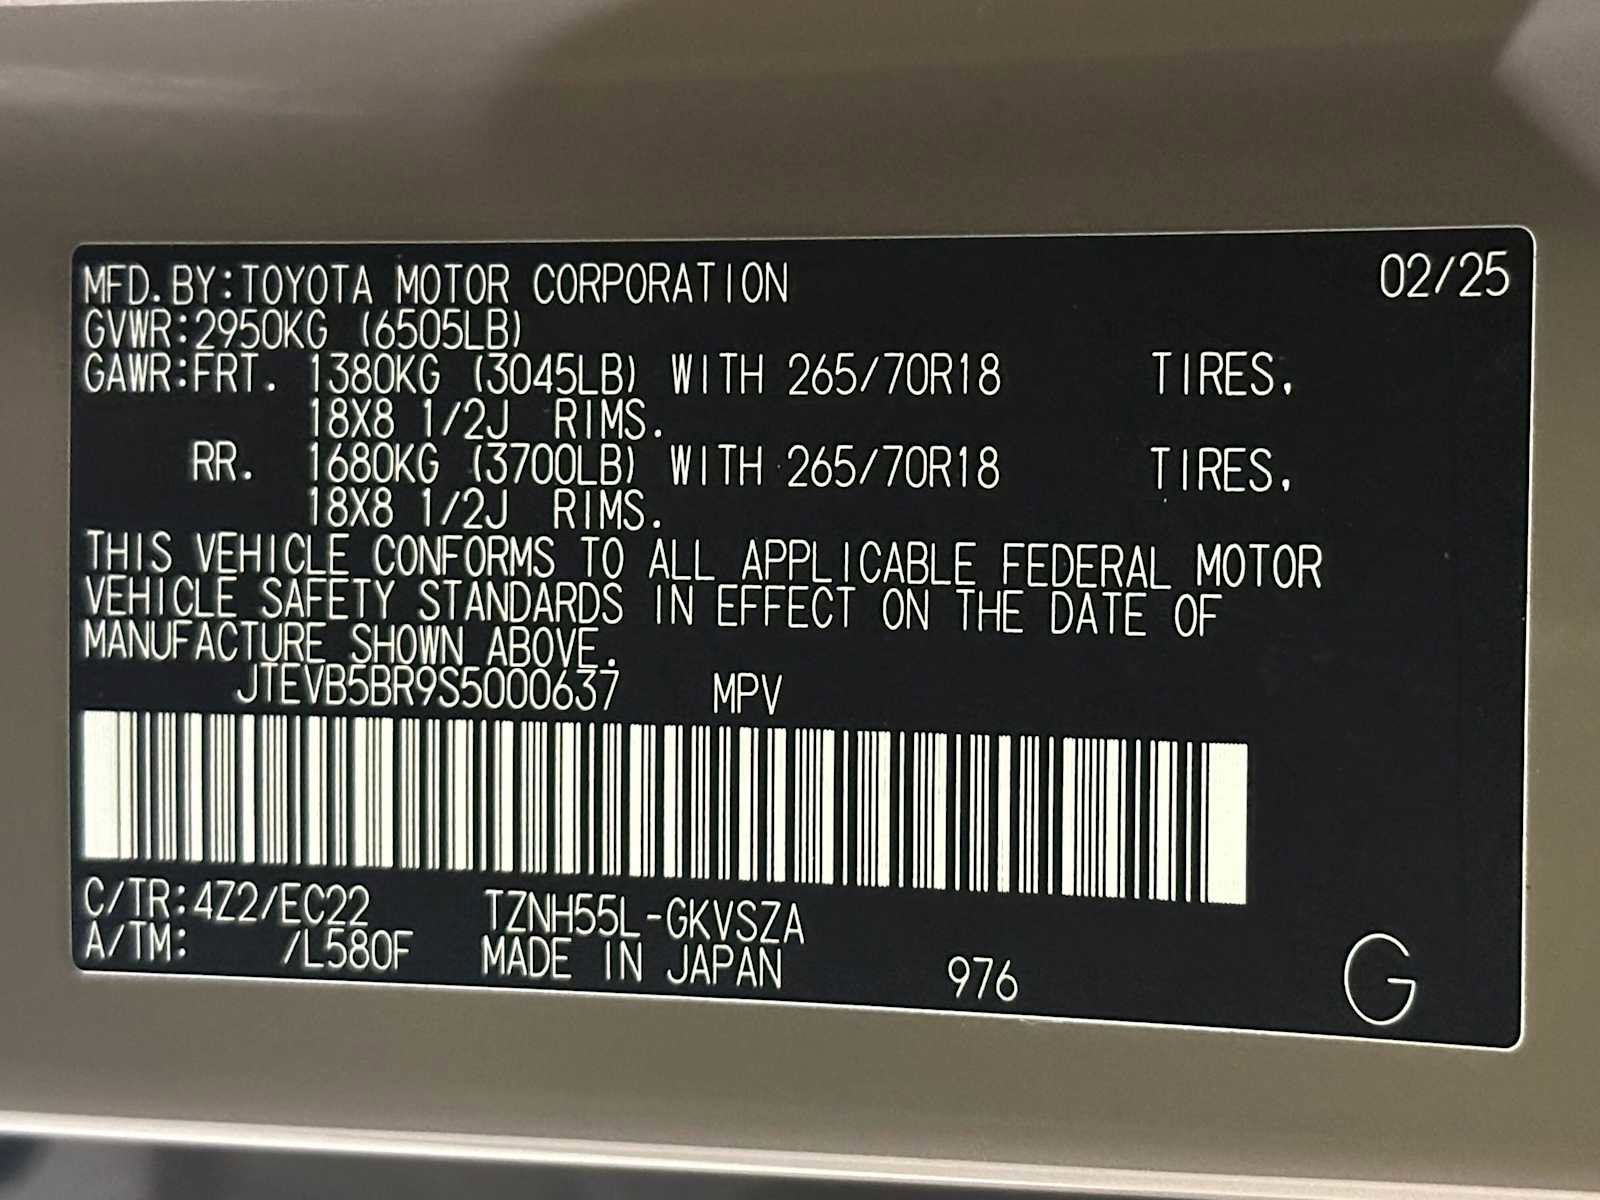 MFD.BY:TOYOTA MOTOR CORPORATION 02/25
GVWR:2950KG (6505LB)
GAWR:FRT. 1380KG (3045LB) WITH 265/70R18 TIRES,
18X8 1/2J RIMS.
RR. 1680KG (3700LB) WITH 265/70R18 TIRES,
18X8 1/2J RIMS.
THIS VEHICLE CONFORMS TO ALL APPLICABLE FEDERAL MOTOR
VEHICLE SAFETY STANDARDS IN EFFECT ON THE DATE OF
MANUFACTURE SHOWN ABOVE.
JTEVB5BR9S5000637 MPV
C/TR:4Z2/EC22 TZNH55L-GKVSZA
A/TM: /L580F MADE IN JAPAN 976 G